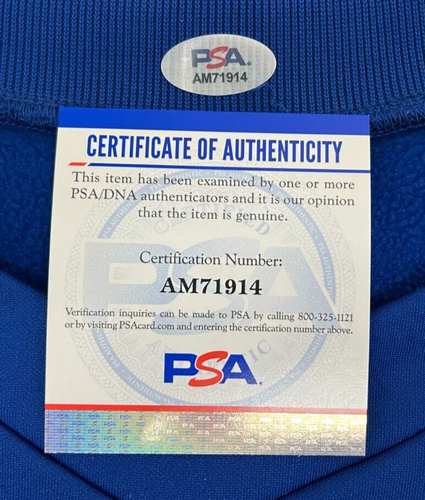 PSA.
AM71914
CERTIFICATE OF AUTHENTICITY
This item has been examined by one or more
PSA/DNA authenticators and it is our opinion
that the item is genuine.
Certification Number:
AM71914
Verification inquiries can be made to PSA by calling 800-325-1121
or by visiting PSAcard.com and entering the certification number above.
PSA.